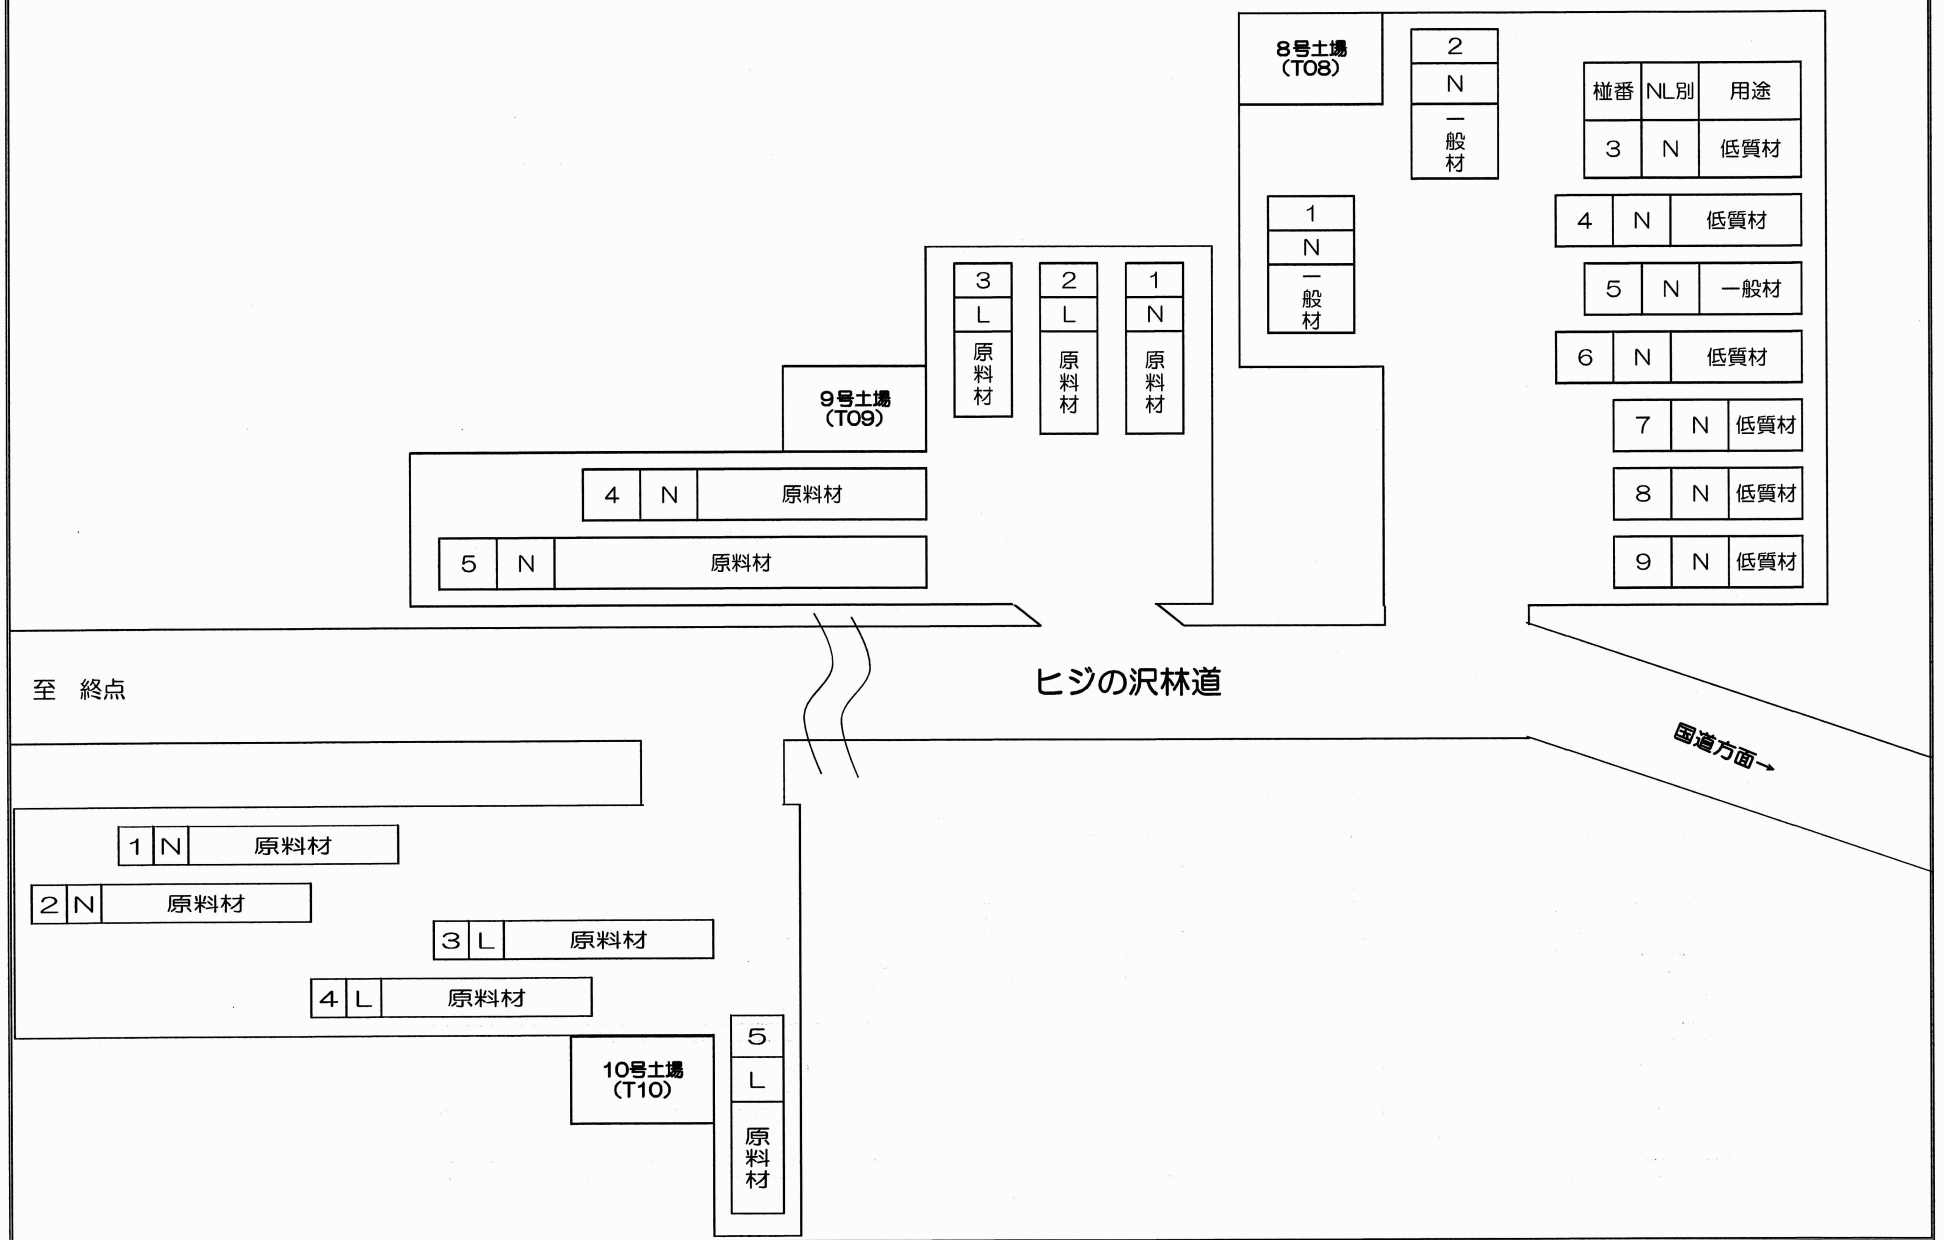 8号土場
(T08)
2
N
一般材
椪番 NL別 用途
3 N 低質材
4 N 低質材
5 N 一般材
6 N 低質材
7 N 低質材
8 N 低質材
9 N 低質材
1
N
一般材
9号土場
(T09)
3
L
原料材
2
L
原料材
1
N
原料材
4 N 原料材
5 N 原料材
至 終点
ヒジの沢林道
国道方面→
1 N 原料材
2 N 原料材
3 L 原料材
4 L 原料材
10号土場
(T10)
5
L
原料材